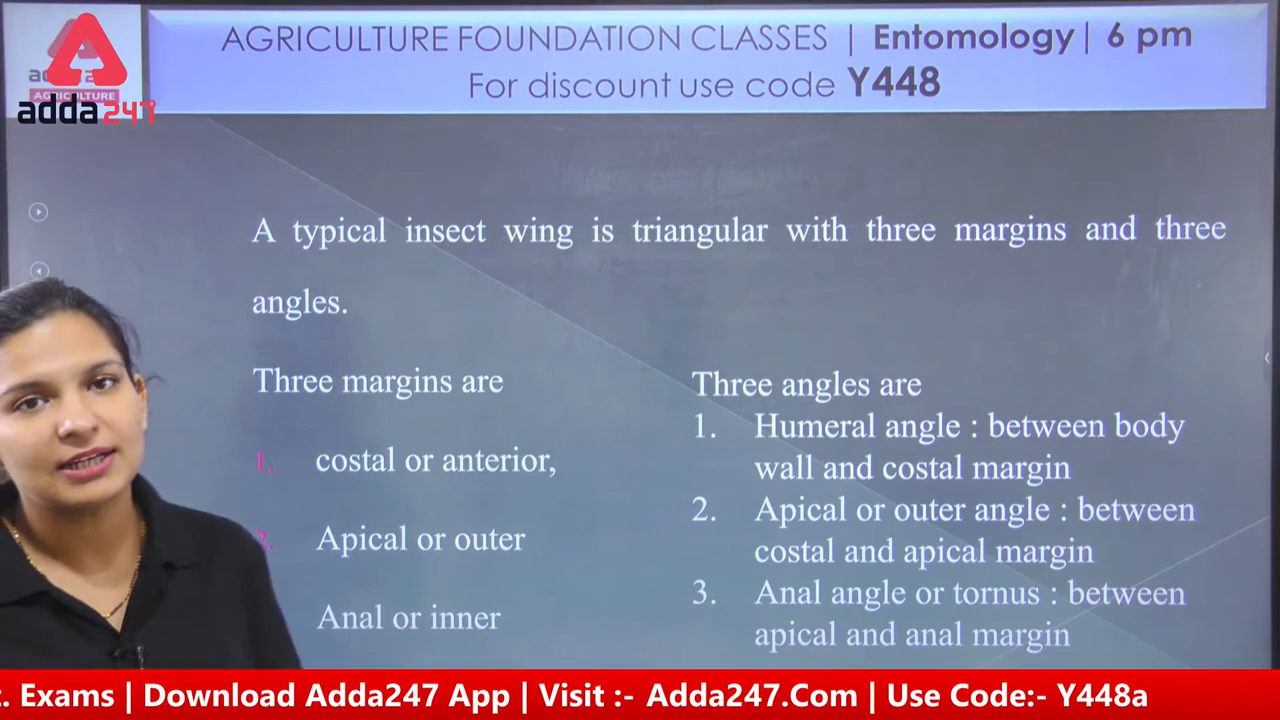 AGRICULTURE FOUNDATION CLASSES | Entomology| 6 pm
For discount use code Y448
AGRICULTURE
adda247
A typical insect wing is triangular with three margins and three
angles.
Three margins are
1. costal or anterior,
2. Apical or outer
Anal or inner
Three angles are
1. Humeral angle : between body
wall and costal margin
2. Apical or outer angle : between
costal and apical margin
3. Anal angle or tornus : between
apical and anal margin
. Exams | Download Adda247 App | Visit :- Adda247.Com | Use Code:- Y448a